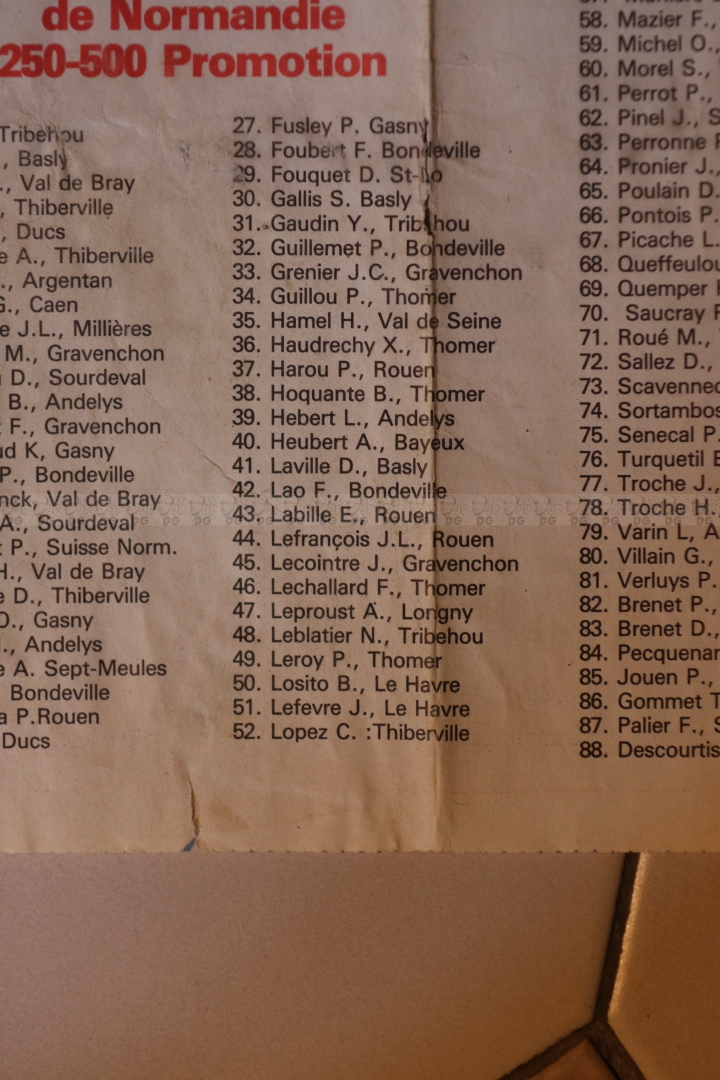 de Normandie
250-500 Promotion
Tribehou
, Basly
., Val de Bray
, Thiberville
, Ducs
e A., Thiberville
., Argentan
G., Caen
e J.L., Millières
M., Gravenchon
D., Sourdeval
B., Andelys
F., Gravenchon
ud K, Gasny
P., Bondeville
nck, Val de Bray
A., Sourdeval
t P., Suisse Norm.
H., Val de Bray
e D., Thiberville
O., Gasny
., Andelys
e A. Sept-Meules
Bondeville
a P.Rouen
Ducs
27. Fusley P. Gasny
28. Foubert F. Bondeville
29. Fouquet D. St-Lo
30. Gallis S. Basly
31. Gaudin Y., Tribehou
32. Guillemet P., Bondeville
33. Grenier J.C., Gravenchon
34. Guillou P., Thomer
35. Hamel H., Val de Seine
36. Haudrechy X., Thomer
37. Harou P., Rouen
38. Hoquante B., Thomer
39. Hebert L., Andelys
40. Heubert A., Bayeux
41. Laville D., Basly
42. Lao F., Bondeville
43. Labille E., Rouen
44. Lefrançois J.L., Rouen
45. Lecointre J., Gravenchon
46. Lechallard F., Thomer
47. Leproust A., Longny
48. Leblatier N., Tribehou
49. Leroy P., Thomer
50. Losito B., Le Havre
51. Lefevre J., Le Havre
52. Lopez C. :Thiberville
58. Mazier F.,
59. Michel O.,
60. Morel S.,
61. Perrot P.,
62. Pinel J., S
63. Perronne
64. Pronier J.,
65. Poulain D.
66. Pontois P.
67. Picache L.
68. Queffeulou
69. Quemper
70. Saucray
71. Roué M.,
72. Sallez D.,
73. Scavennec
74. Sortambos
75. Senecal P.
76. Turquetil
77. Troche J.,
78. Troche H.
79. Varin L, A
80. Villain G.,
81. Verluys P.
82. Brenet P.,
83. Brenet D.,
84. Pecquenar
85. Jouen P.,
86. Gommet T
87. Palier F., S
88. Descourtis